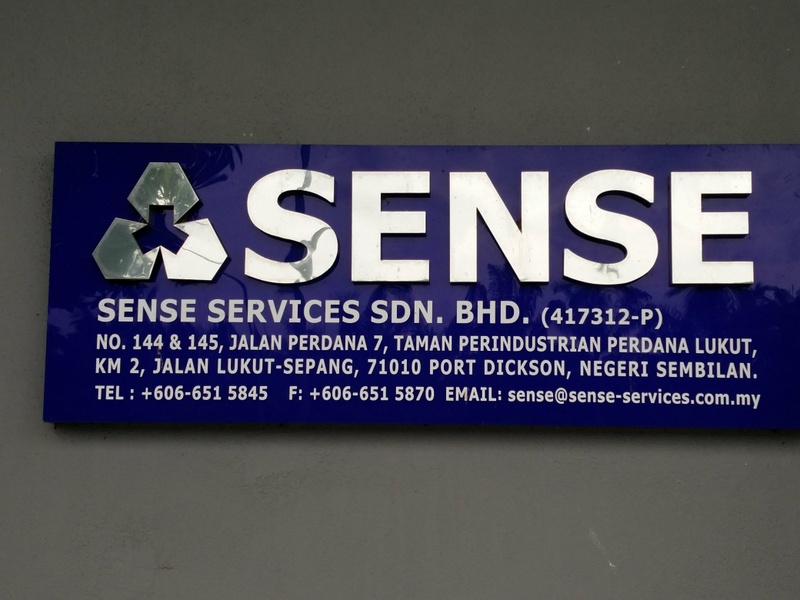 SENSE
SENSE SERVICES SDN. BHD. (417312-P)
NO. 144 & 145, JALAN PERDANA 7, TAMAN PERINDUSTRIAN PERDANA LUKUT,
KM 2, JALAN LUKUT-SEPANG, 71010 PORT DICKSON, NEGERI SEMBILAN.
TEL : +606-651 5845 F: +606-651 5870 EMAIL: sense@sense-services.com.my